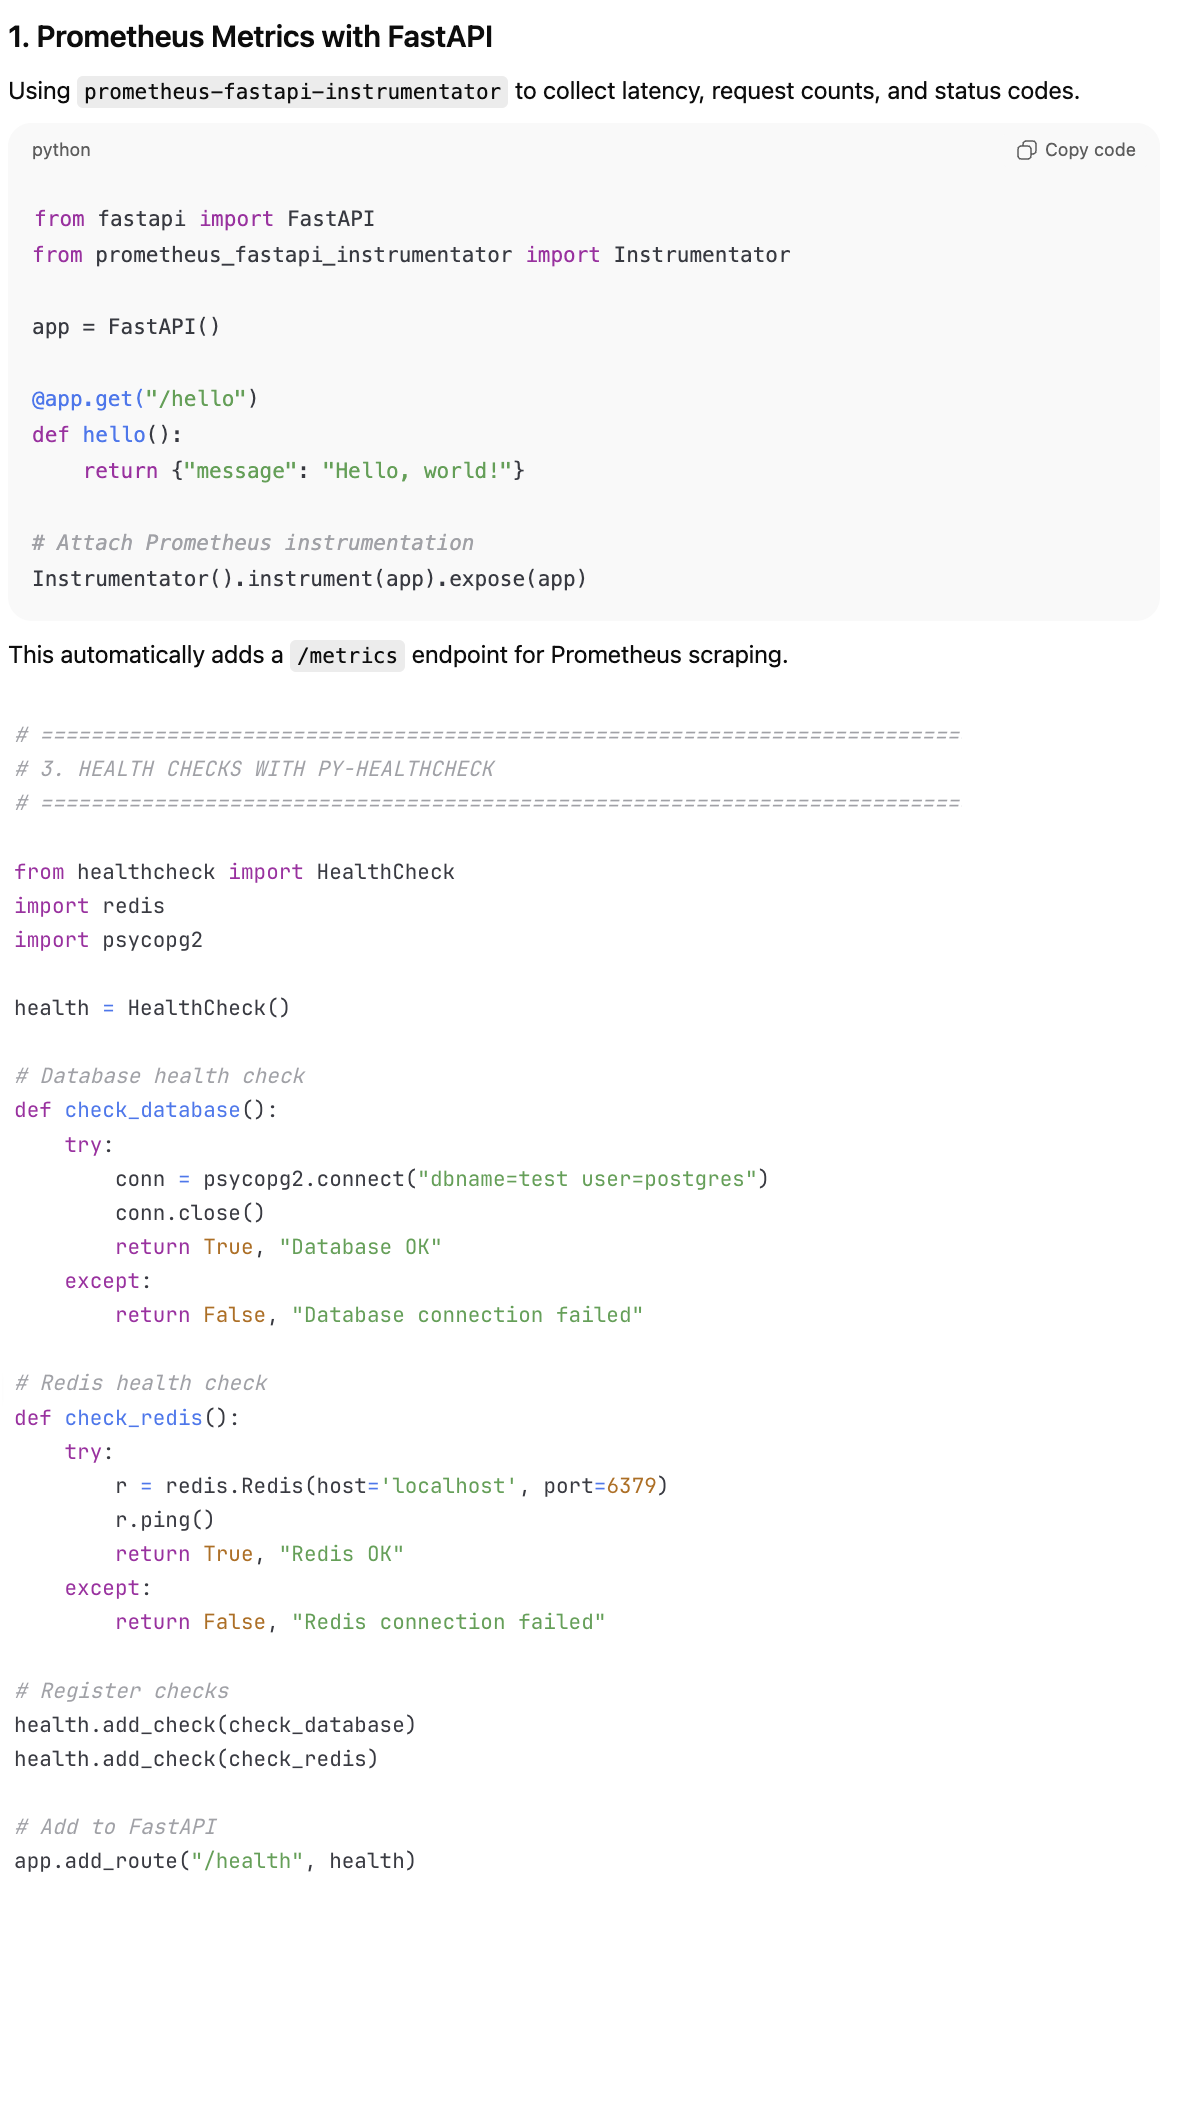 1. Prometheus Metrics with FastAPI
Using prometheus-fastapi-instrumentator to collect latency, request counts, and status codes.
python
Copy code
from fastapi import FastAPI
from prometheus_fastapi_instrumentator import Instrumentator
app = FastAPI()
@app.get("/hello")
def hello():
    return {"message": "Hello, world!"}
# Attach Prometheus instrumentation
Instrumentator().instrument(app).expose(app)
This automatically adds a /metrics endpoint for Prometheus scraping.
# =========================================================================
# 3. HEALTH CHECKS WITH PY-HEALTHCHECK
# =========================================================================
from healthcheck import HealthCheck
import redis
import psycopg2
health = HealthCheck()
# Database health check
def check_database():
    try:
        conn = psycopg2.connect("dbname=test user=postgres")
        conn.close()
        return True, "Database OK"
    except:
        return False, "Database connection failed"
# Redis health check
def check_redis():
    try:
        r = redis.Redis(host='localhost', port=6379)
        r.ping()
        return True, "Redis OK"
    except:
        return False, "Redis connection failed"
# Register checks
health.add_check(check_database)
health.add_check(check_redis)
# Add to FastAPI
app.add_route("/health", health)